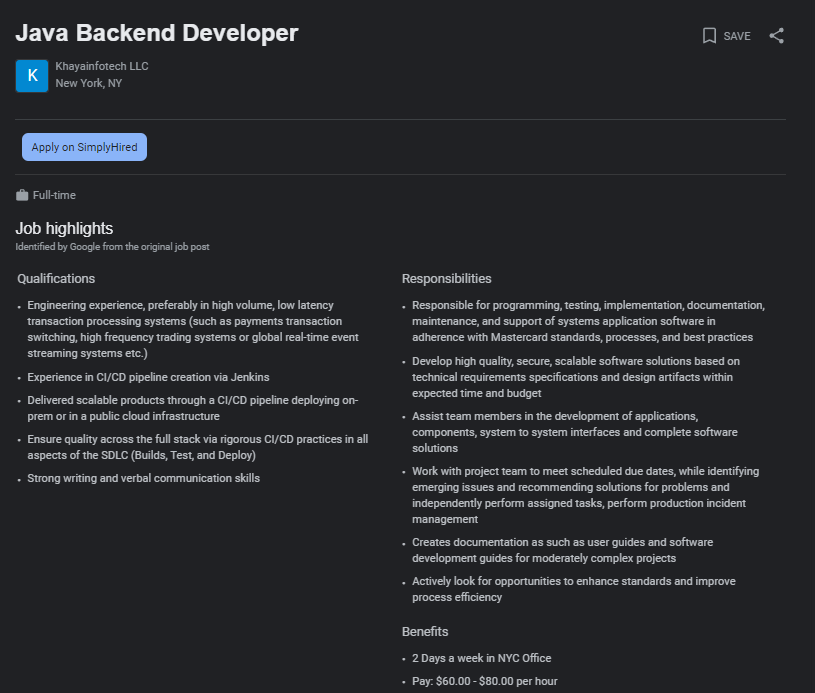 Java Backend Developer
SAVE
K
Khayainfotech LLC
New York, NY
Apply on SimplyHired
Full-time
Job highlights
Identified by Google from the original job post
Qualifications
• Engineering experience, preferably in high volume, low latency
transaction processing systems (such as payments transaction
switching, high frequency trading systems or global real-time event
streaming systems etc.)
• Experience in CI/CD pipeline creation via Jenkins
• Delivered scalable products through a CI/CD pipeline deploying on-
prem or in a public cloud infrastructure
• Ensure quality across the full stack via rigorous CI/CD practices in all
aspects of the SDLC (Builds, Test, and Deploy)
• Strong writing and verbal communication skills
Responsibilities
• Responsible for programming, testing, implementation, documentation,
maintenance, and support of systems application software in
adherence with Mastercard standards, processes, and best practices
• Develop high quality, secure, scalable software solutions based on
technical requirements specifications and design artifacts within
expected time and budget
• Assist team members in the development of applications,
components, system to system interfaces and complete software
solutions
• Work with project team to meet scheduled due dates, while identifying
emerging issues and recommending solutions for problems and
independently perform assigned tasks, perform production incident
management
• Creates documentation as such as user guides and software
development guides for moderately complex projects
• Actively look for opportunities to enhance standards and improve
process efficiency
Benefits
• 2 Days a week in NYC Office
• Pay: $60.00 - $80.00 per hour